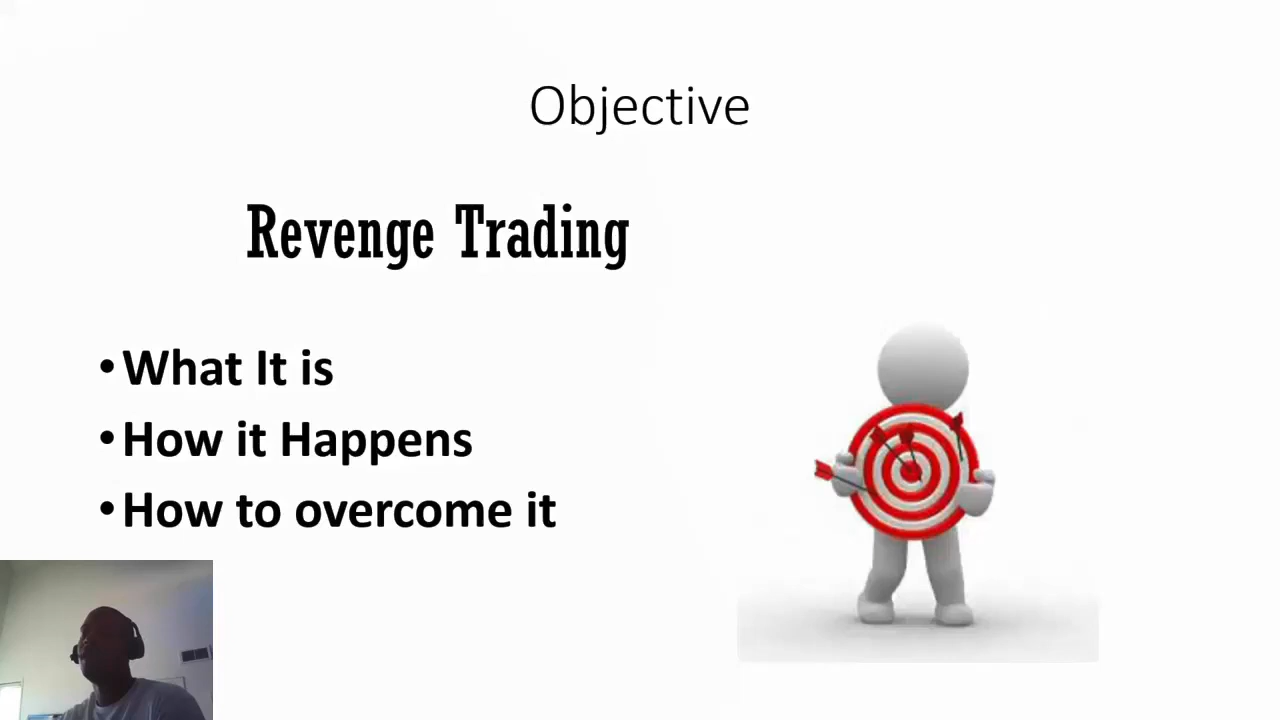 Objective
Revenge Trading
•What It is
•How it Happens
•How to overcome it